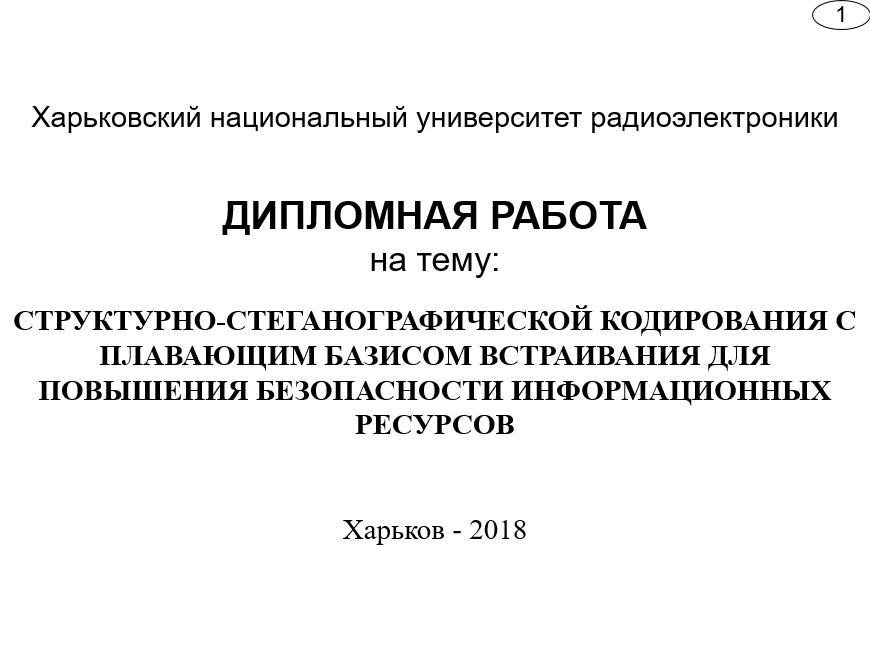 1
Харьковский национальный университет радиоэлектроники
ДИПЛОМНАЯ РАБОТА
на тему:
СТРУКТУРНО-СТЕГАНОГРАФИЧЕСКОЙ КОДИРОВАНИЯ С
ПЛАВАЮЩИМ БАЗИСОМ ВСТРАИВАНИЯ ДЛЯ
ПОВЫШЕНИЯ БЕЗОПАСНОСТИ ИНФОРМАЦИОННЫХ
РЕСУРСОВ
Харьков - 2018